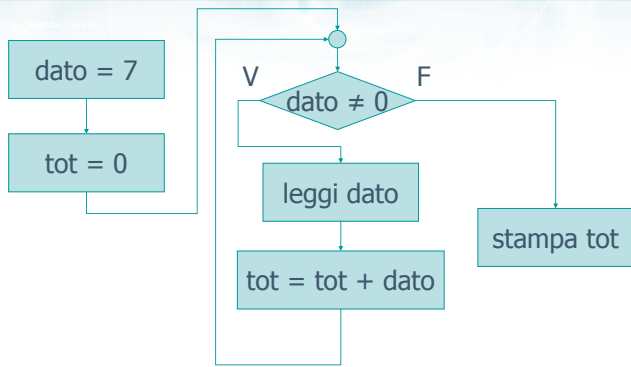 dato = 7
tot = 0
V
F
dato ≠ 0
leggi dato
tot = tot + dato
stampa tot